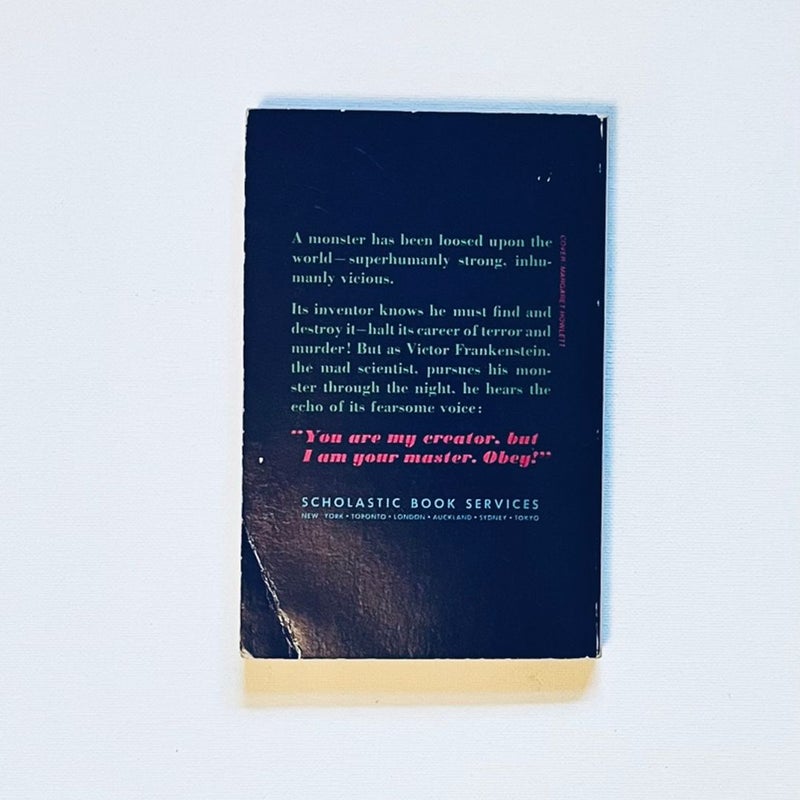 A monster has been loosed upon the
world—superhumanly strong, inhu-
manly vicious.
Its inventor knows he must find and
destroy it—halt its career of terror and
murder! But as Victor Frankenstein,
the mad scientist, pursues his mon-
ster through the night, he hears the
echo of its fearsome voice:
"You are my creator, but
I am your master. Obey!"
SCHOLASTIC BOOK SERVICES
NEW YORK • TORONTO • LONDON • AUCKLAND • SYDNEY • TOKYO
COVER: MARGARET HOWLETT